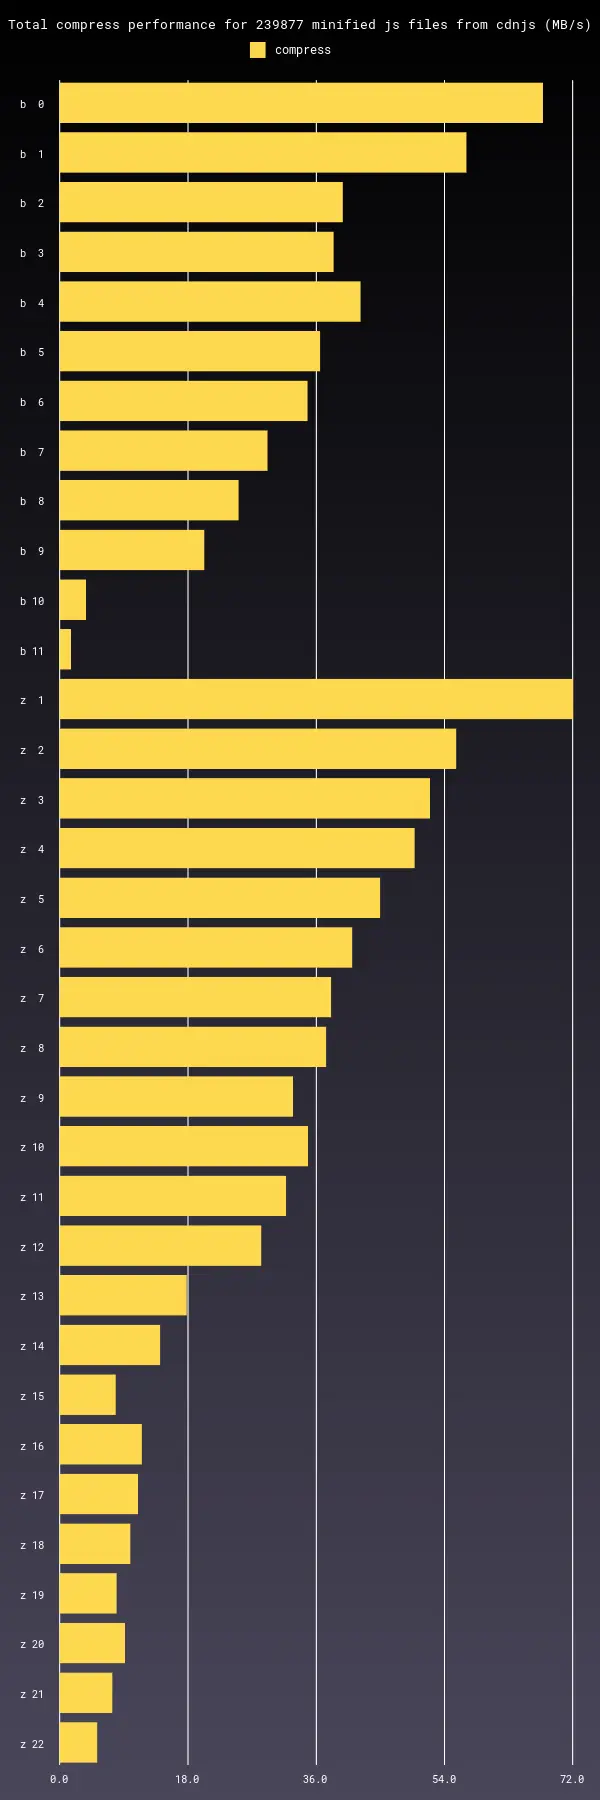 Total compress performance for 239877 minified js files from cdnjs (MB/s)
compress
b 0
b 1
b 2
b 3
b 4
b 5
b 6
b 7
b 8
b 9
b 10
b 11
z 1
z 2
z 3
z 4
z 5
z 6
z 7
z 8
z 9
z 10
z 11
z 12
z 13
z 14
z 15
z 16
z 17
z 18
z 19
z 20
z 21
z 22
0.0 18.0 36.0 54.0 72.0